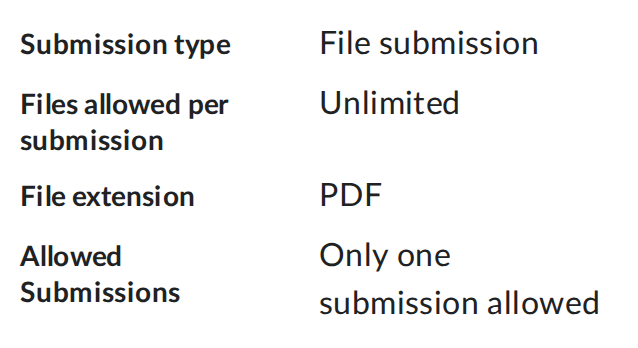 Submission type
File submission
Files allowed per
submission
Unlimited
File extension
PDF
Allowed
Submissions
Only one
submission allowed